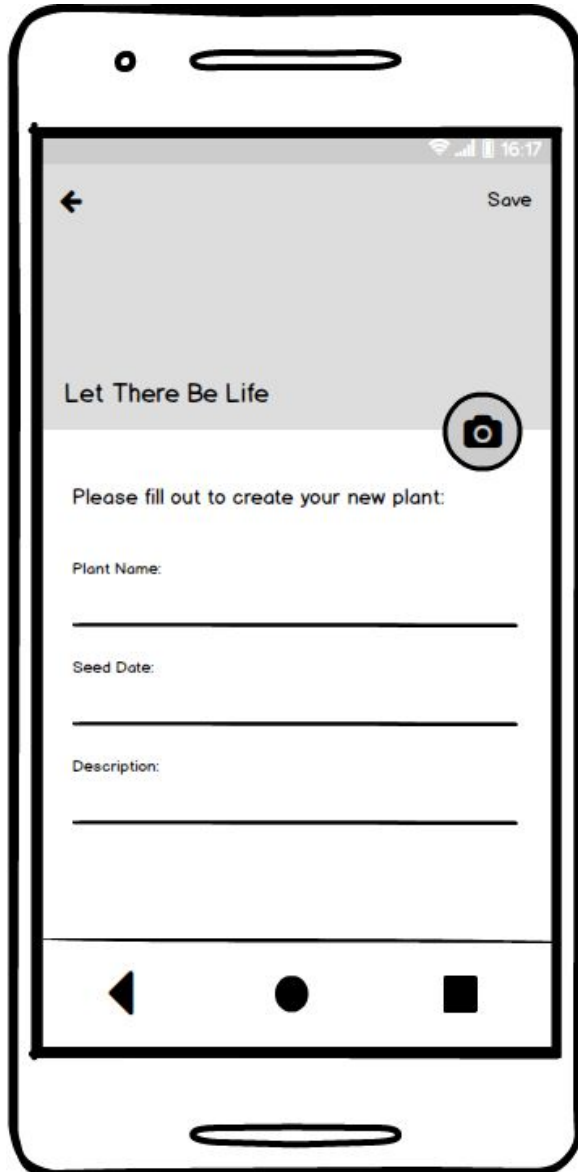 16:17
Save
Let There Be Life
Please fill out to create your new plant:
Plant Name:
Seed Date:
Description: